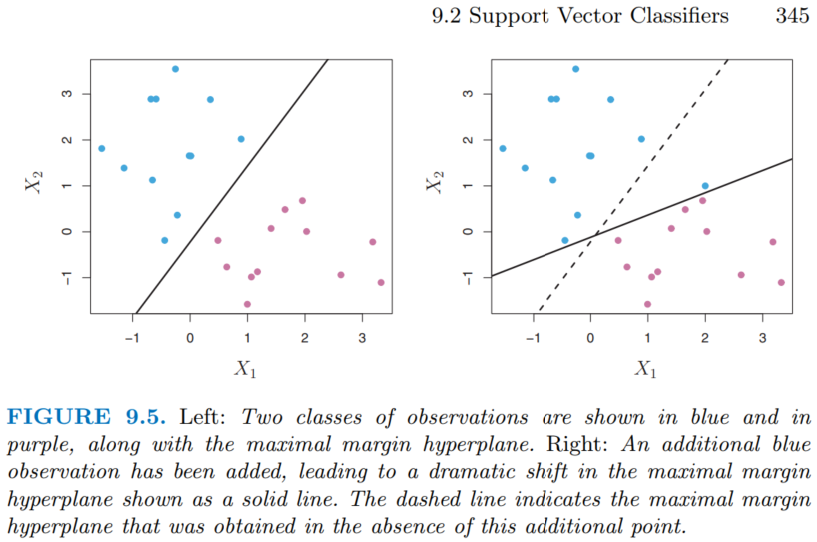 9.2 Support Vector Classifiers 345
3
2
1
0
−1
X2
−1 0 1 2 3
X1
3
2
1
0
−1
X2
−1 0 1 2 3
X1
FIGURE 9.5. Left: Two classes of observations are shown in blue and in
purple, along with the maximal margin hyperplane. Right: An additional blue
observation has been added, leading to a dramatic shift in the maximal margin
hyperplane shown as a solid line. The dashed line indicates the maximal margin
hyperplane that was obtained in the absence of this additional point.